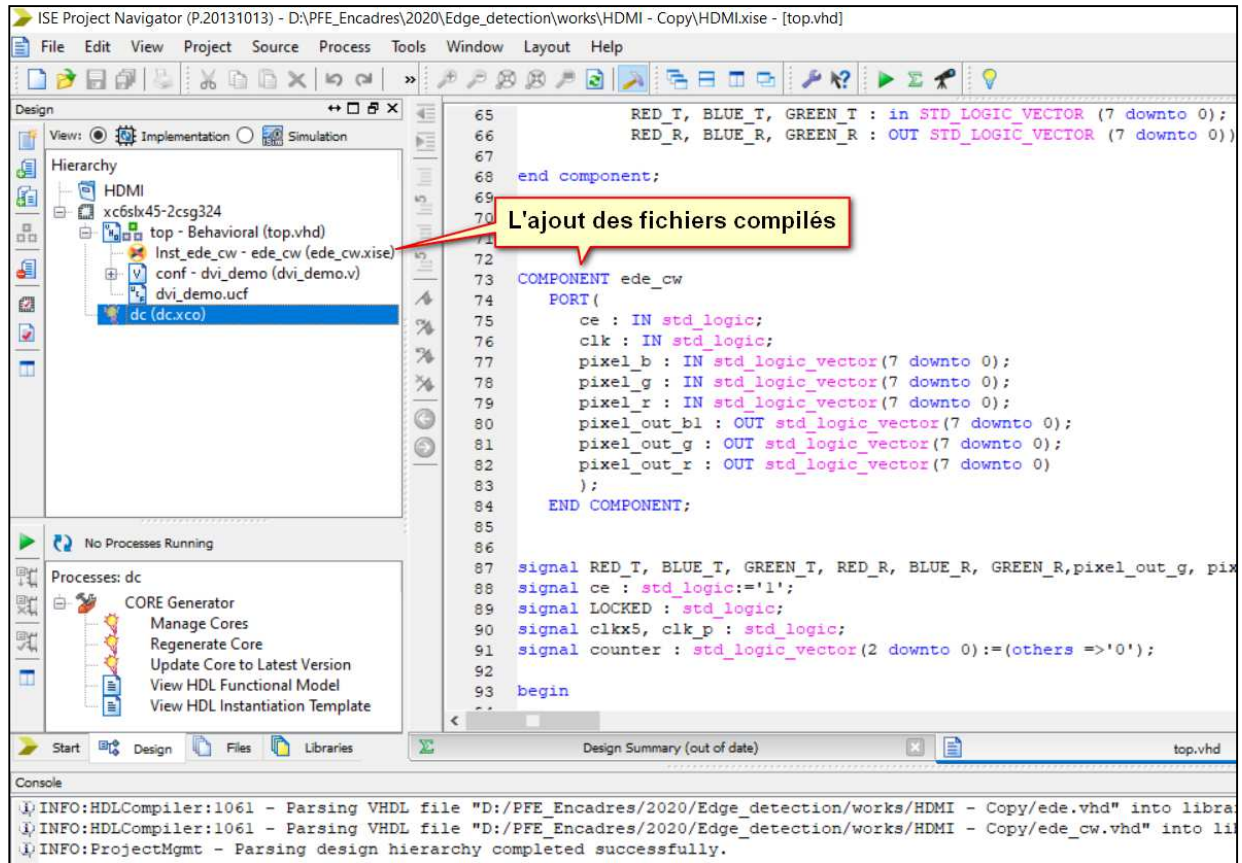 ISE Project Navigator (P.20131013) - D:\PFE_Encadres\2020\Edge_detection\works\HDMI - Copy\HDMI.xise - [top.vhd]
File Edit View Project Source Process Tools Window Layout Help
Design
View: Implementation Simulation
Hierarchy
HDMI
xc6slx45-2csg324
top - Behavioral (top.vhd)
Inst_ede_cw - ede_cw (ede_cw.xise)
conf - dvi_demo (dvi_demo.v)
dvi_demo.ucf
dc (dc.xco)
No Processes Running
Processes: dc
CORE Generator
Manage Cores
Regenerate Core
Update Core to Latest Version
View HDL Functional Model
View HDL Instantiation Template
Start Design Files Libraries
65 RED_T, BLUE_T, GREEN_T : in STD_LOGIC_VECTOR (7 downto 0);
66 RED_R, BLUE_R, GREEN_R : OUT STD_LOGIC_VECTOR (7 downto 0))
67
68 end component;
69
70
71
L'ajout des fichiers compilés
72
73 COMPONENT ede_cw
74 PORT(
75 ce : IN std_logic;
76 clk : IN std_logic;
77 pixel_b : IN std_logic_vector(7 downto 0);
78 pixel_g : IN std_logic_vector(7 downto 0);
79 pixel_r : IN std_logic_vector(7 downto 0);
80 pixel_out_b1 : OUT std_logic_vector(7 downto 0);
81 pixel_out_g : OUT std_logic_vector(7 downto 0);
82 pixel_out_r : OUT std_logic_vector(7 downto 0)
83 );
84 END COMPONENT;
85
86
87 signal RED_T, BLUE_T, GREEN_T, RED_R, BLUE_R, GREEN_R,pixel_out_g, pix
88 signal ce : std_logic:='1';
89 signal LOCKED : std_logic;
90 signal clkx5, clk_p : std_logic;
91 signal counter : std_logic_vector(2 downto 0):=(others =>'0');
92
93 begin
Design Summary (out of date) top.vhd
Console
INFO:HDLCompiler:1061 - Parsing VHDL file "D:/PFE_Encadres/2020/Edge_detection/works/HDMI - Copy/ede.vhd" into librar
INFO:HDLCompiler:1061 - Parsing VHDL file "D:/PFE_Encadres/2020/Edge_detection/works/HDMI - Copy/ede_cw.vhd" into li
INFO:ProjectMgmt - Parsing design hierarchy completed successfully.